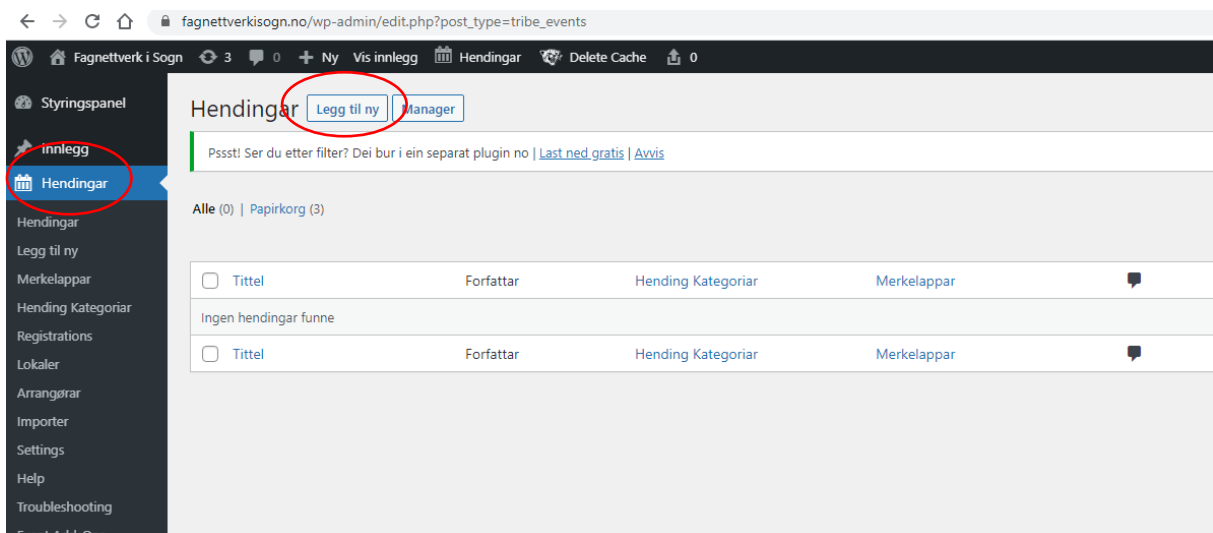 fagnettverkisogn.no/wp-admin/edit.php?post_type=tribe_events
Fagnettverk i Sogn 3 0 + Ny Vis innlegg Hendingar Delete Cache 0
Styringspanel
Innlegg
Hendingar
Hendingar
Legg til ny
Merkelappar
Hending Kategoriar
Registrations
Lokaler
Arrangørar
Importer
Settings
Help
Troubleshooting
Hendingar Legg til ny Manager
Pssst! Ser du etter filter? Dei bur i ein separat plugin no | Last ned gratis | Avvis
Alle (0) | Papirkorg (3)
Tittel Forfattar Hending Kategoriar Merkelappar
Ingen hendingar funne
Tittel Forfattar Hending Kategoriar Merkelappar